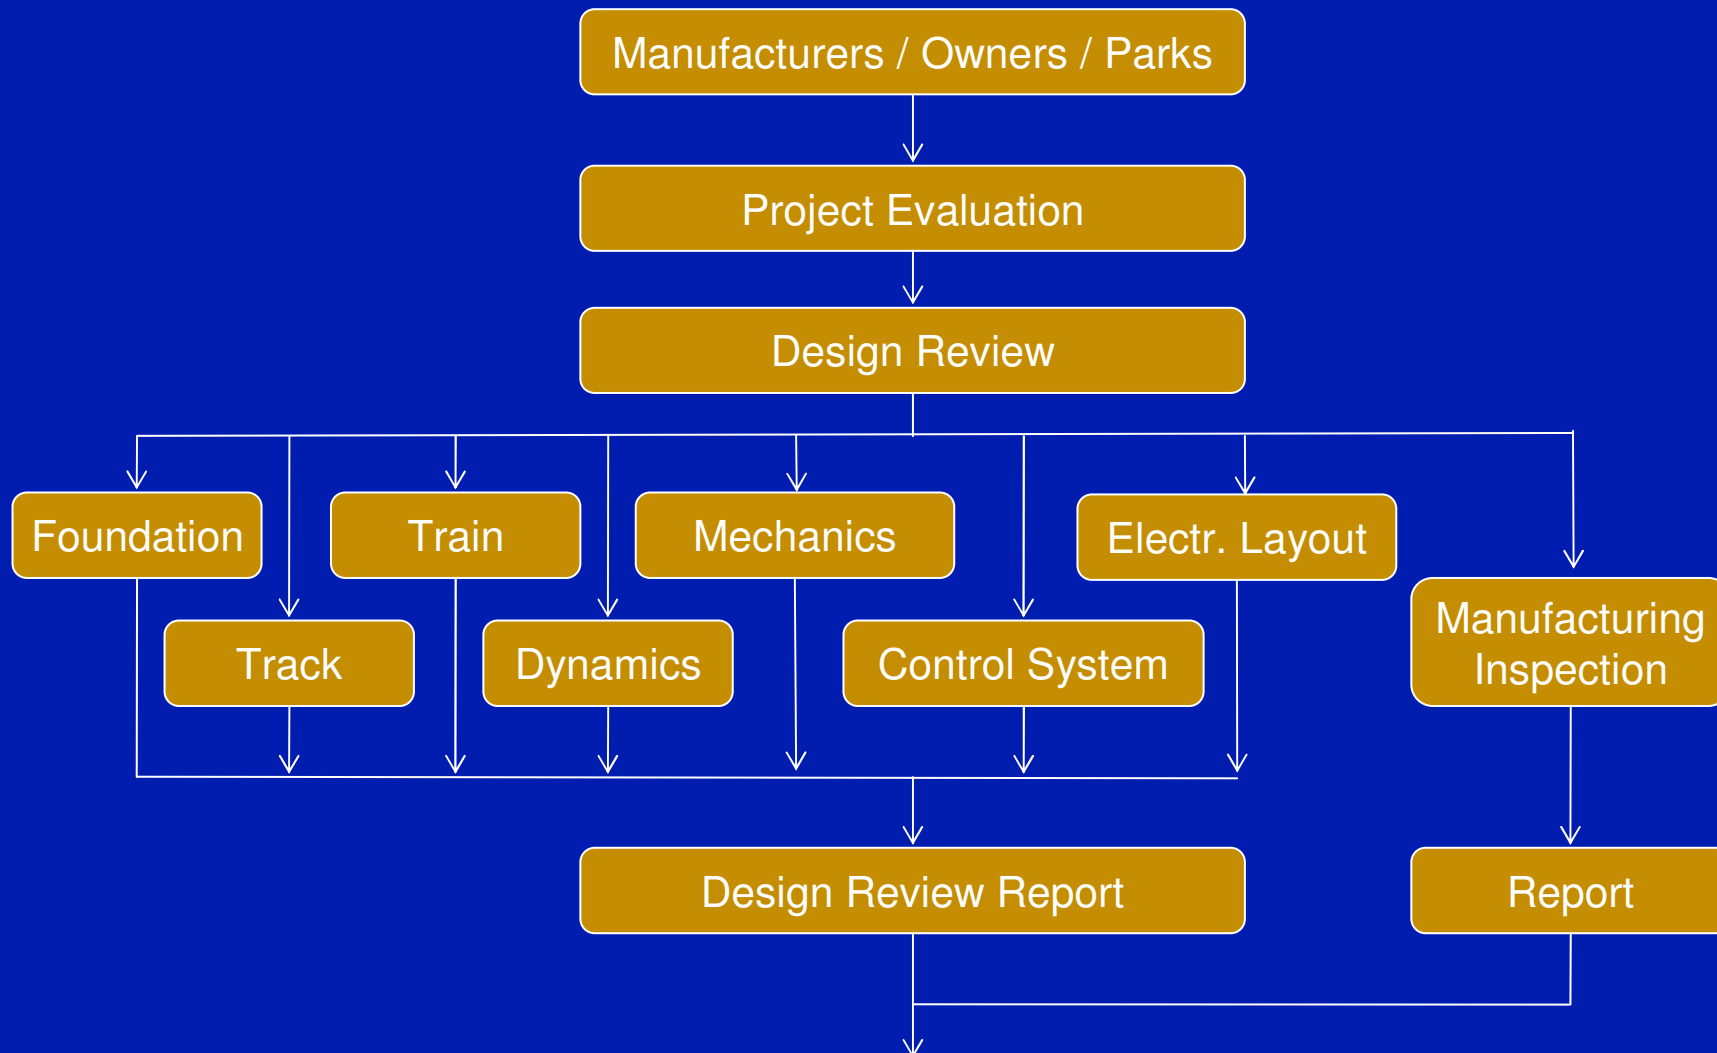 Manufacturers / Owners / Parks
Project Evaluation
Design Review
Foundation
Train
Mechanics
Electr. Layout
Track
Dynamics
Control System
Manufacturing
Inspection
Design Review Report
Report